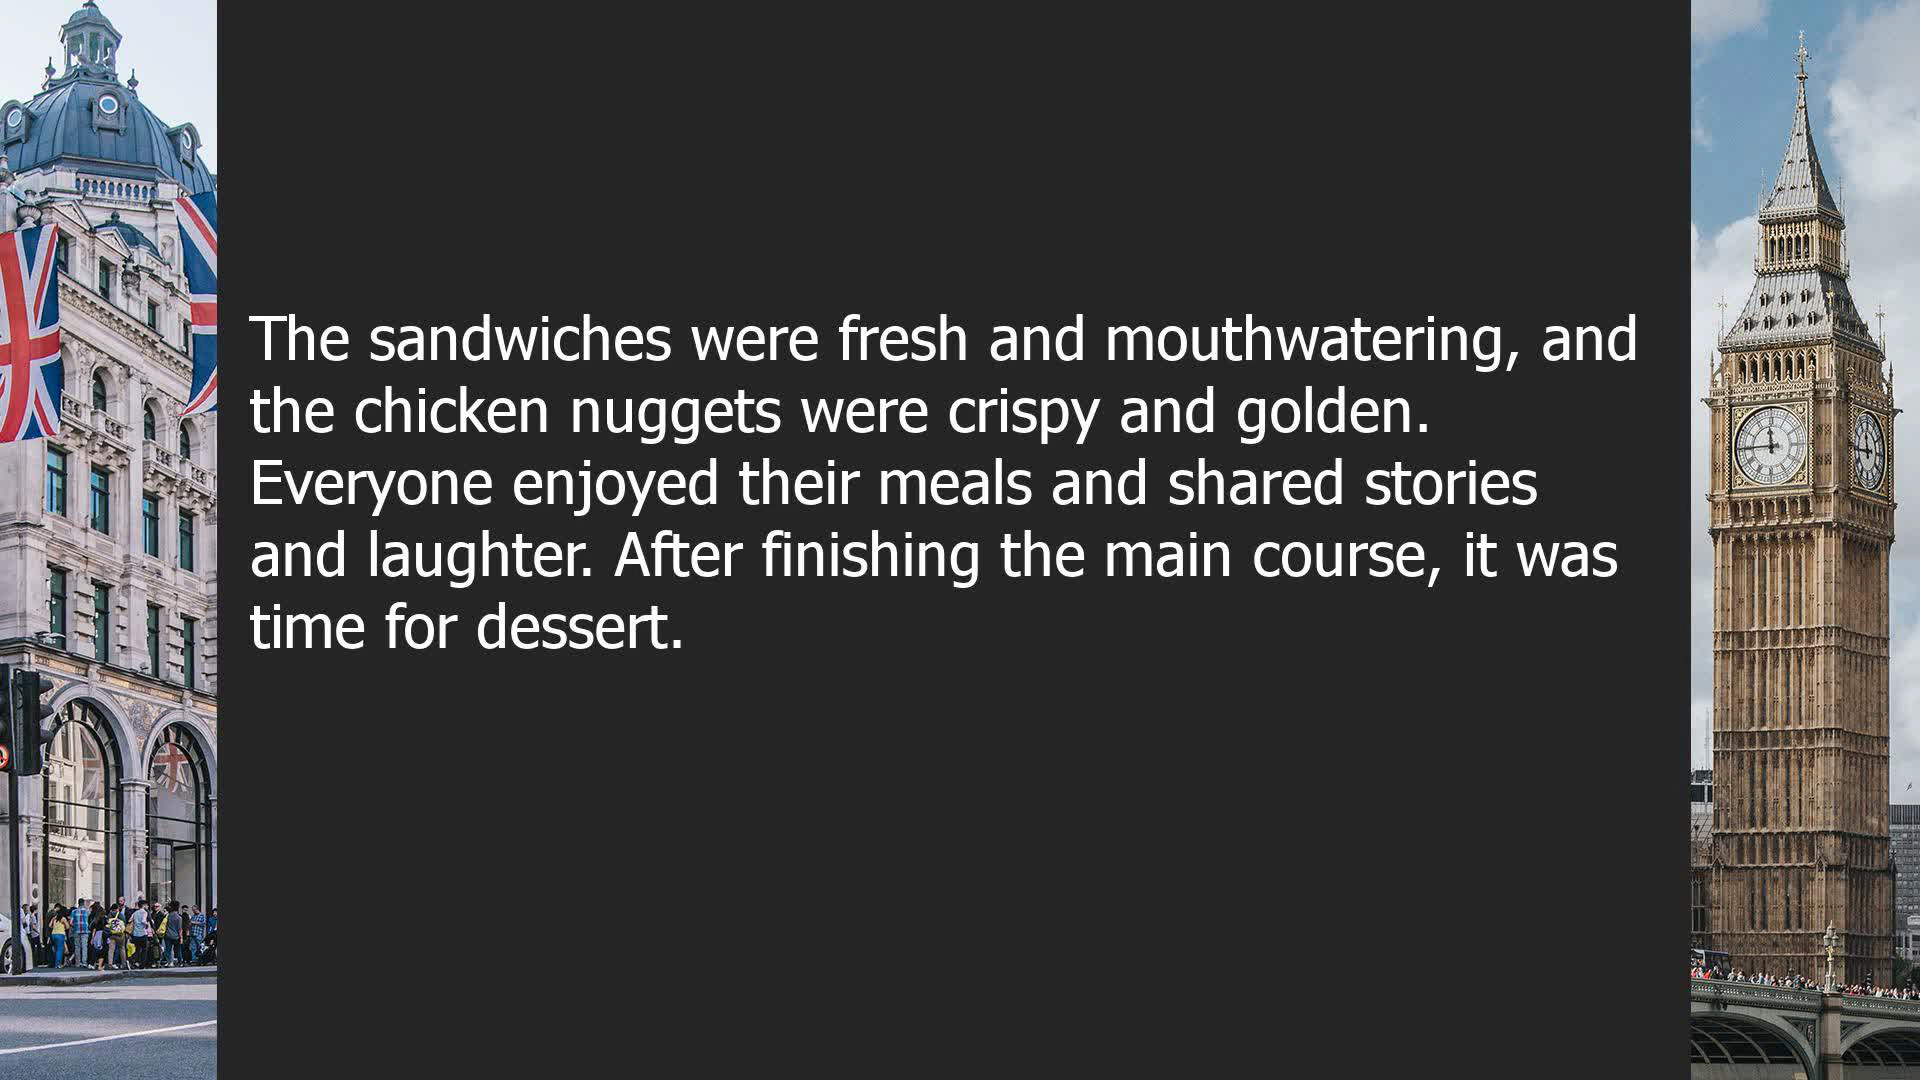 The sandwiches were fresh and mouthwatering, and
the chicken nuggets were crispy and golden.
Everyone enjoyed their meals and shared stories
and laughter. After finishing the main course, it was
time for dessert.